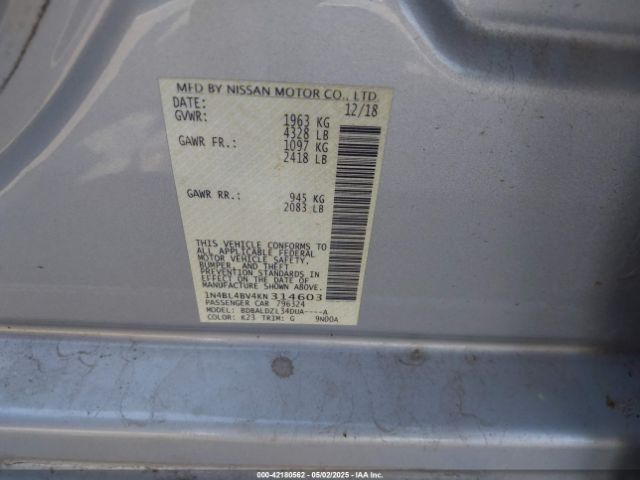 MFD BY NISSAN MOTOR CO., LTD.
DATE: 12/18
GVWR: 1963 KG
4328 LB
GAWR FR.: 1097 KG
2418 LB
GAWR RR.: 945 KG
2083 LB
THIS VEHICLE CONFORMS TO
ALL APPLICABLE FEDERAL
MOTOR VEHICLE SAFETY,
BUMPER, AND THEFT
PREVENTION STANDARDS IN
EFFECT ON THE DATE OF
MANUFACTURE SHOWN ABOVE.
1N4BL4BV4KN314603
PASSENGER CAR 796324
MODEL: BDBALDZL34DUA----A
COLOR: K23 TRIM: G 9N00A
000-42180562 - 05/02/2025 - IAA Inc.